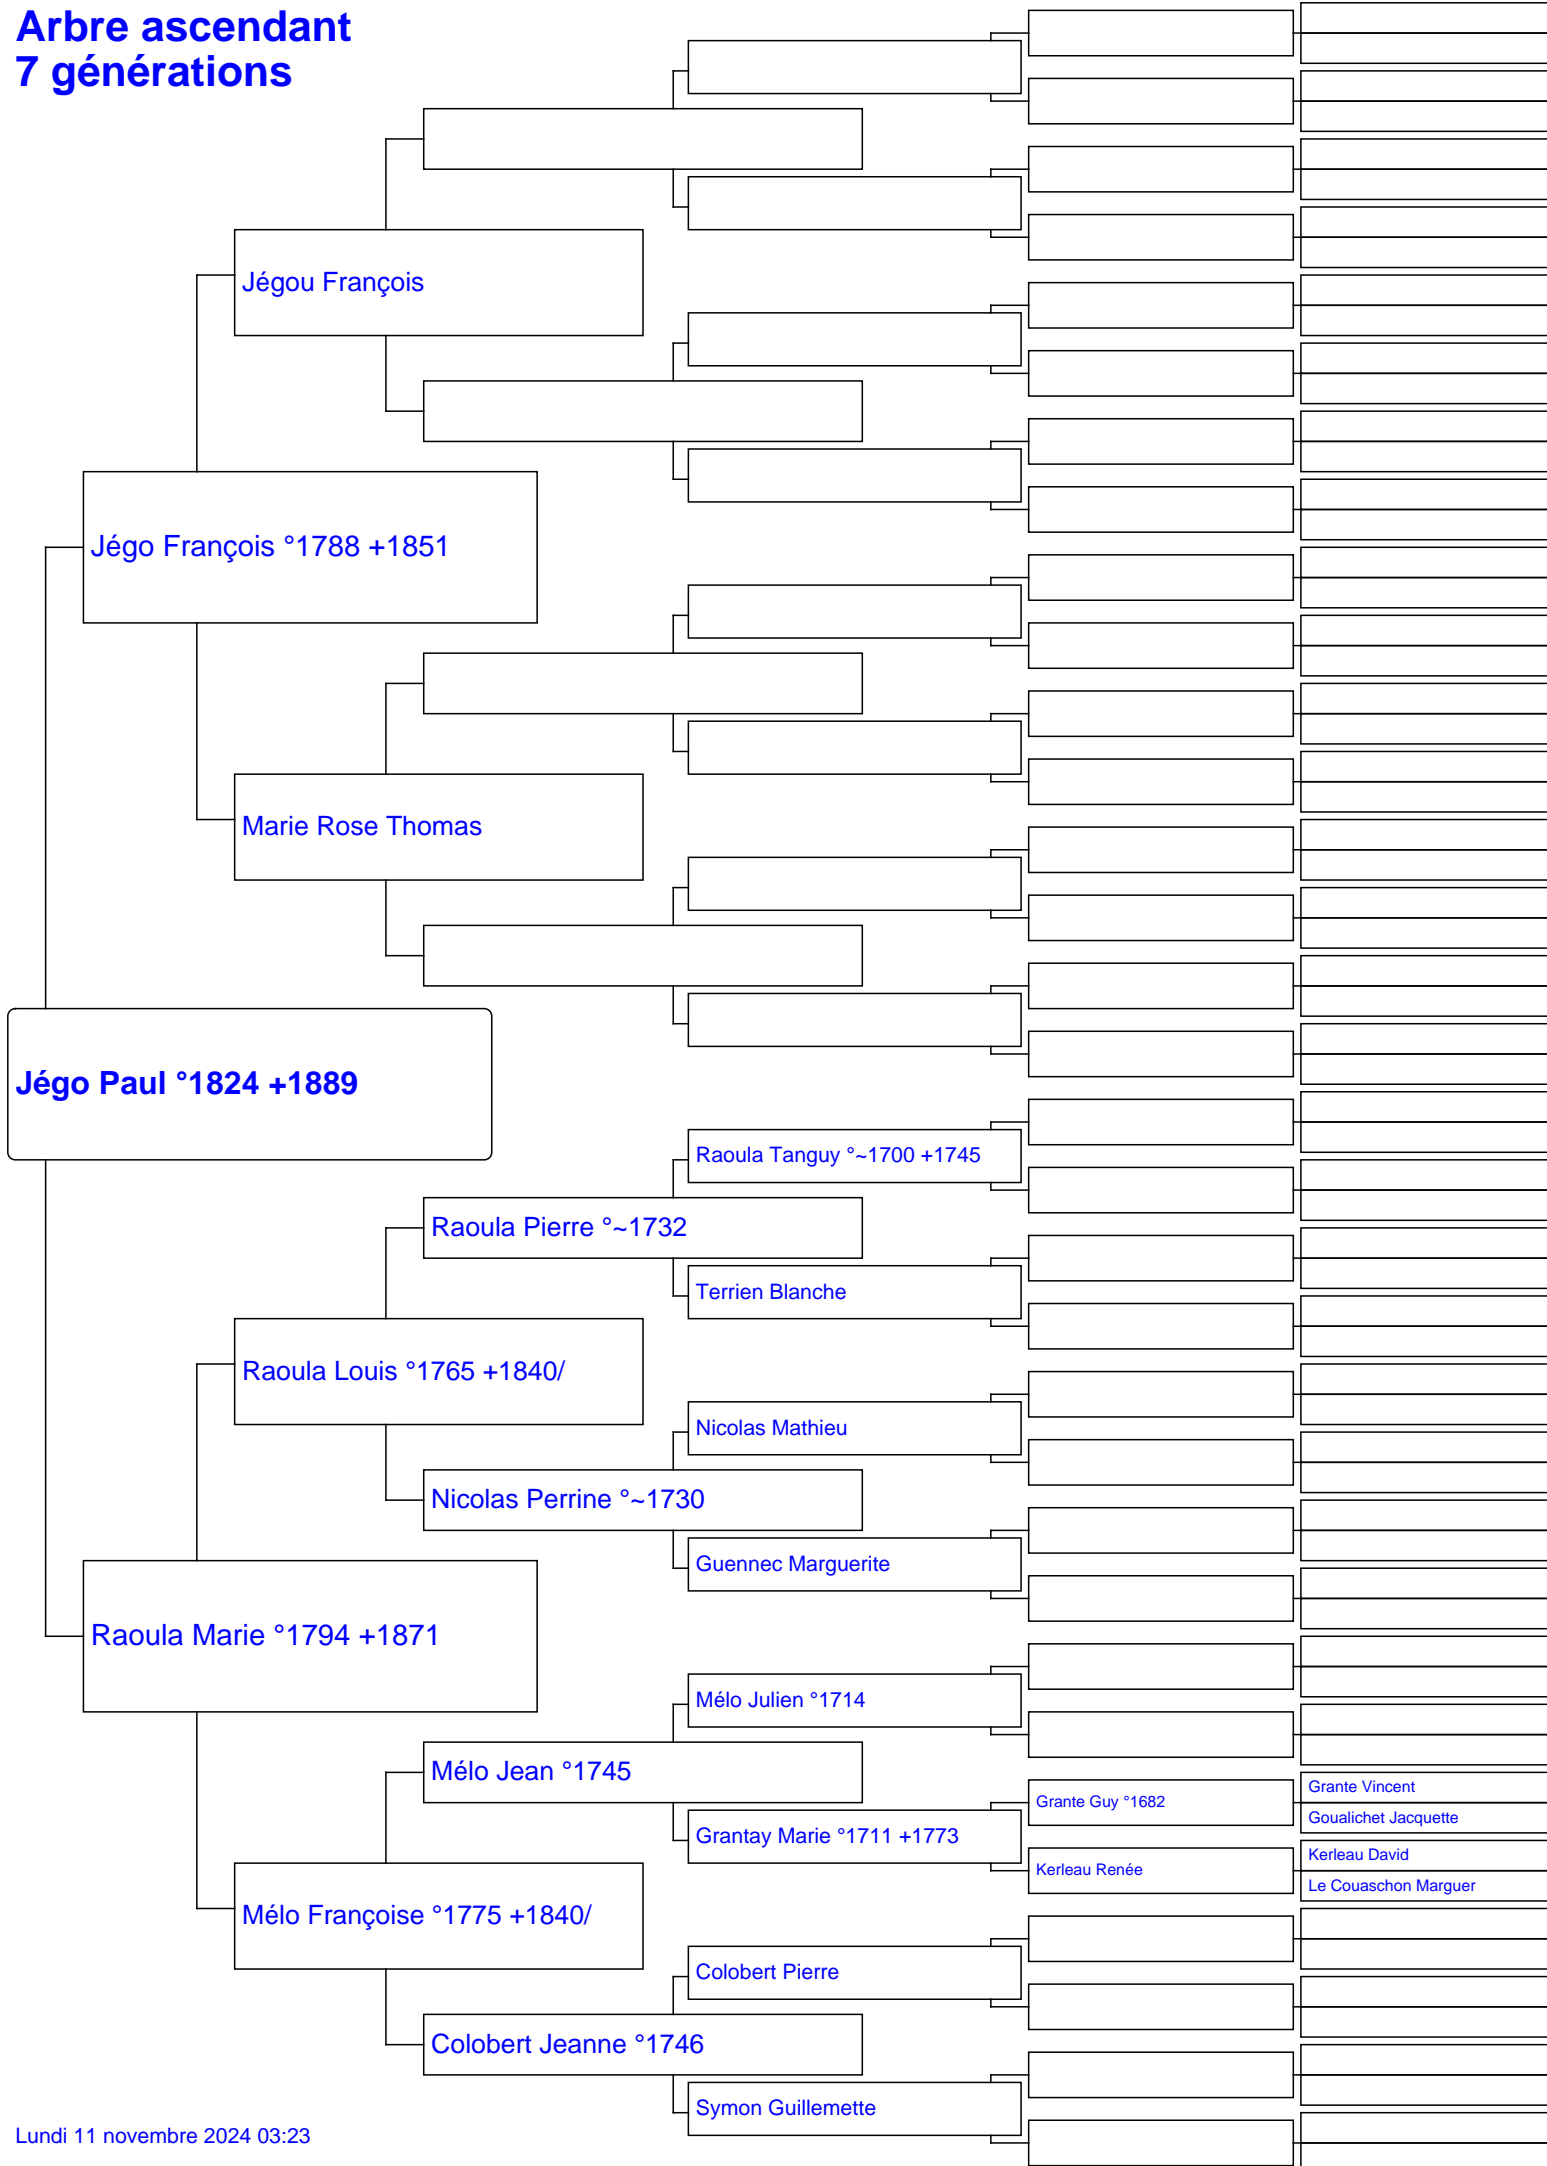 Arbre ascendant
7 générations
Jégou François
Jégo François °1788 +1851
Marie Rose Thomas
Jégo Paul °1824 +1889
Raoula Tanguy °~1700 +1745
Raoula Pierre °~1732
Terrien Blanche
Raoula Louis °1765 +1840/
Nicolas Mathieu
Nicolas Perrine °~1730
Guennec Marguerite
Raoula Marie °1794 +1871
Mélo Julien °1714
Mélo Jean °1745
Grante Vincent
Grante Guy °1682
Goualichet Jacquette
Grantay Marie °1711 +1773
Kerleau David
Kerleau Renée
Le Couaschon Marguer
Mélo Françoise °1775 +1840/
Colobert Pierre
Colobert Jeanne °1746
Symon Guillemette
Lundi 11 novembre 2024 03:23